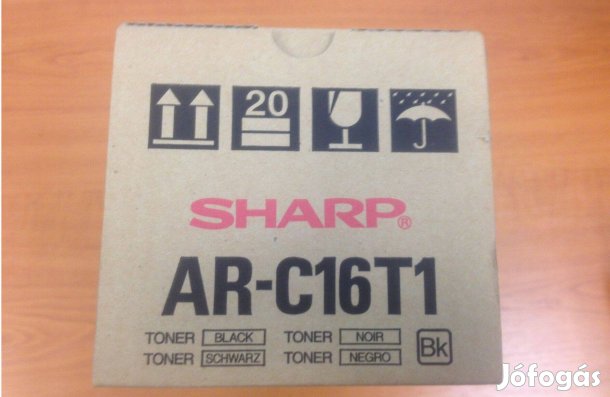 20
SHARP®
AR-C16T1
TONER BLACK TONER NOIR
TONER SCHWARZ TONER NEGRO
Bk
Jófogás